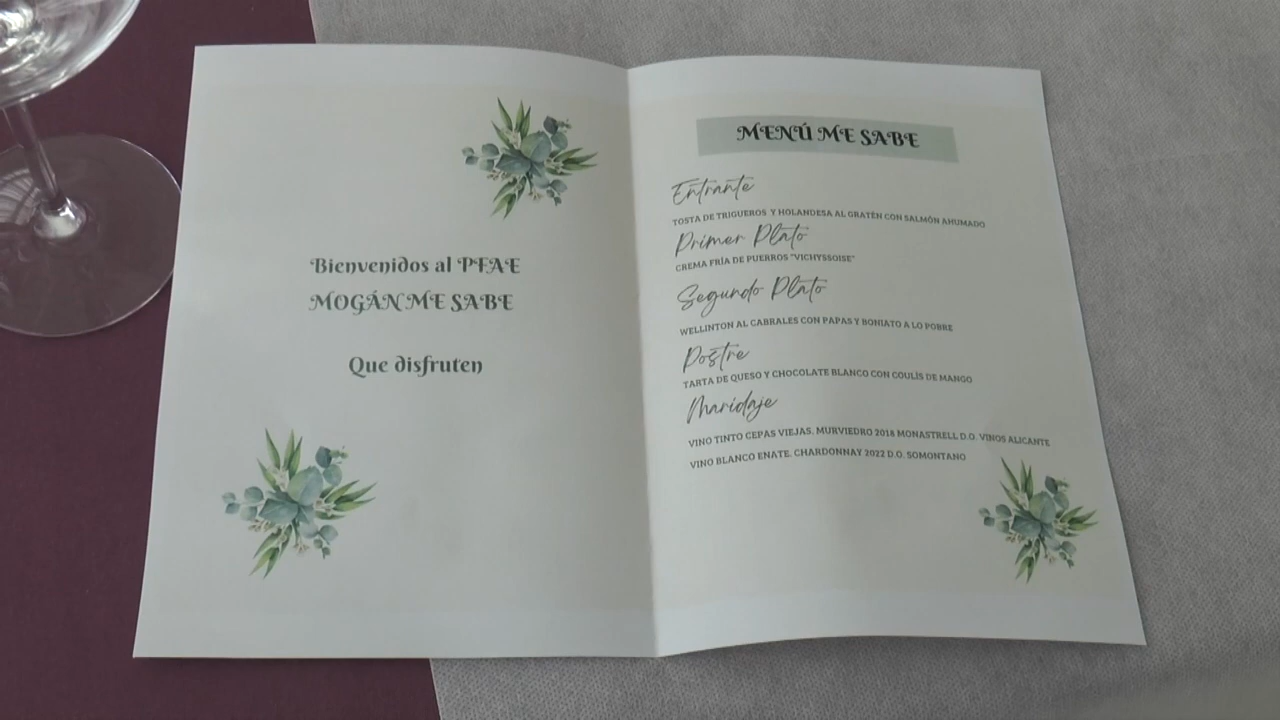 Bienvenidos al PFAE
MOGÁN ME SABE
Que disfruten
MENÚ ME SABE
Entrante
TOSTA DE TRIGUEROS Y HOLANDESA AL GRATÉN CON SALMÓN AHUMADO
Primer Plato
CREMA FRÍA DE PUERROS "VICHYSSOISE"
Segundo Plato
WELLINTON AL CABRALES CON PAPAS Y BONIATO A LO POBRE
Postre
TARTA DE QUESO Y CHOCOLATE BLANCO CON COULÍS DE MANGO
Maridaje
VINO TINTO CEPAS VIEJAS. MURVIEDRO 2018 MONASTRELL D.O. VINOS ALICANTE
VINO BLANCO ENATE. CHARDONNAY 2022 D.O. SOMONTANO